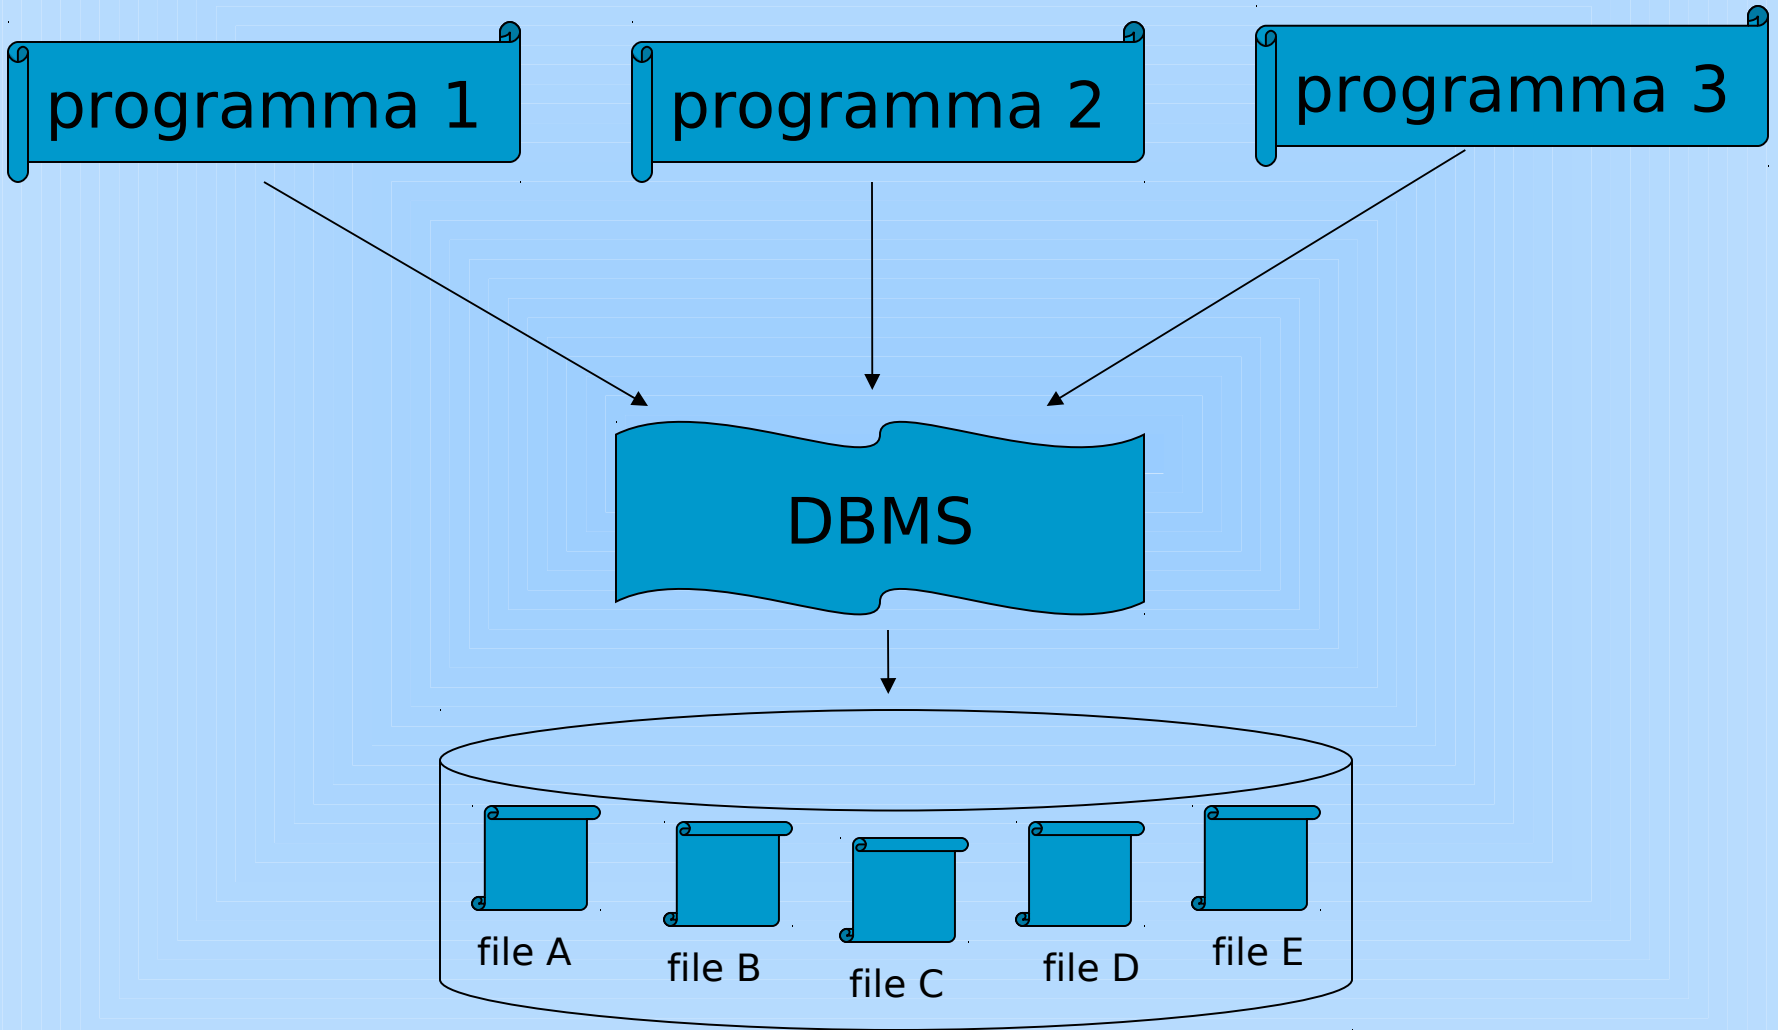 programma 1
programma 2
programma 3
DBMS
file A
file B
file C
file D
file E